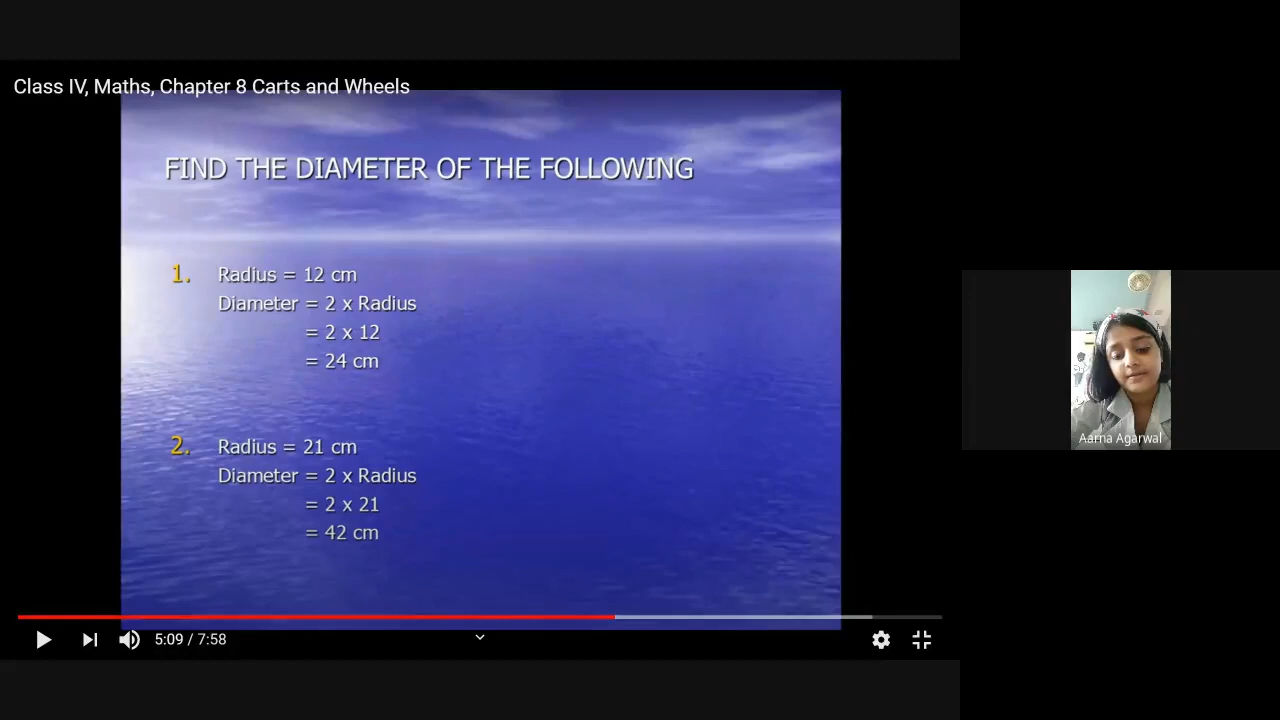 Class IV, Maths, Chapter 8 Carts and Wheels
FIND THE DIAMETER OF THE FOLLOWING
1. Radius = 12 cm
Diameter = 2 x Radius
= 2 x 12
= 24 cm
2. Radius = 21 cm
Diameter = 2 x Radius
= 2 x 21
= 42 cm
5:09 / 7:58
Aarna Agarwal